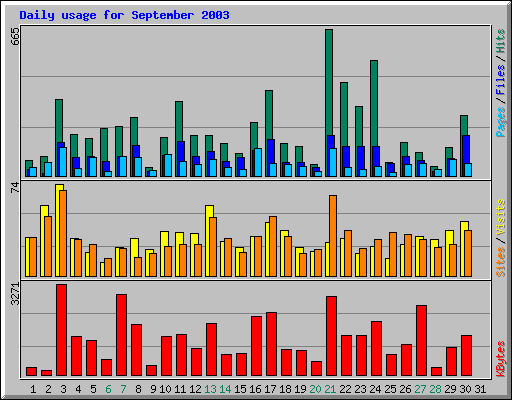 Daily usage for September 2003
665
Pages / Files / Hits
74
Sites / Visits
3271
KBytes
1 2 3 4 5 6 7 8 9 10 11 12 13 14 15 16 17 18 19 20 21 22 23 24 25 26 27 28 29 30 31